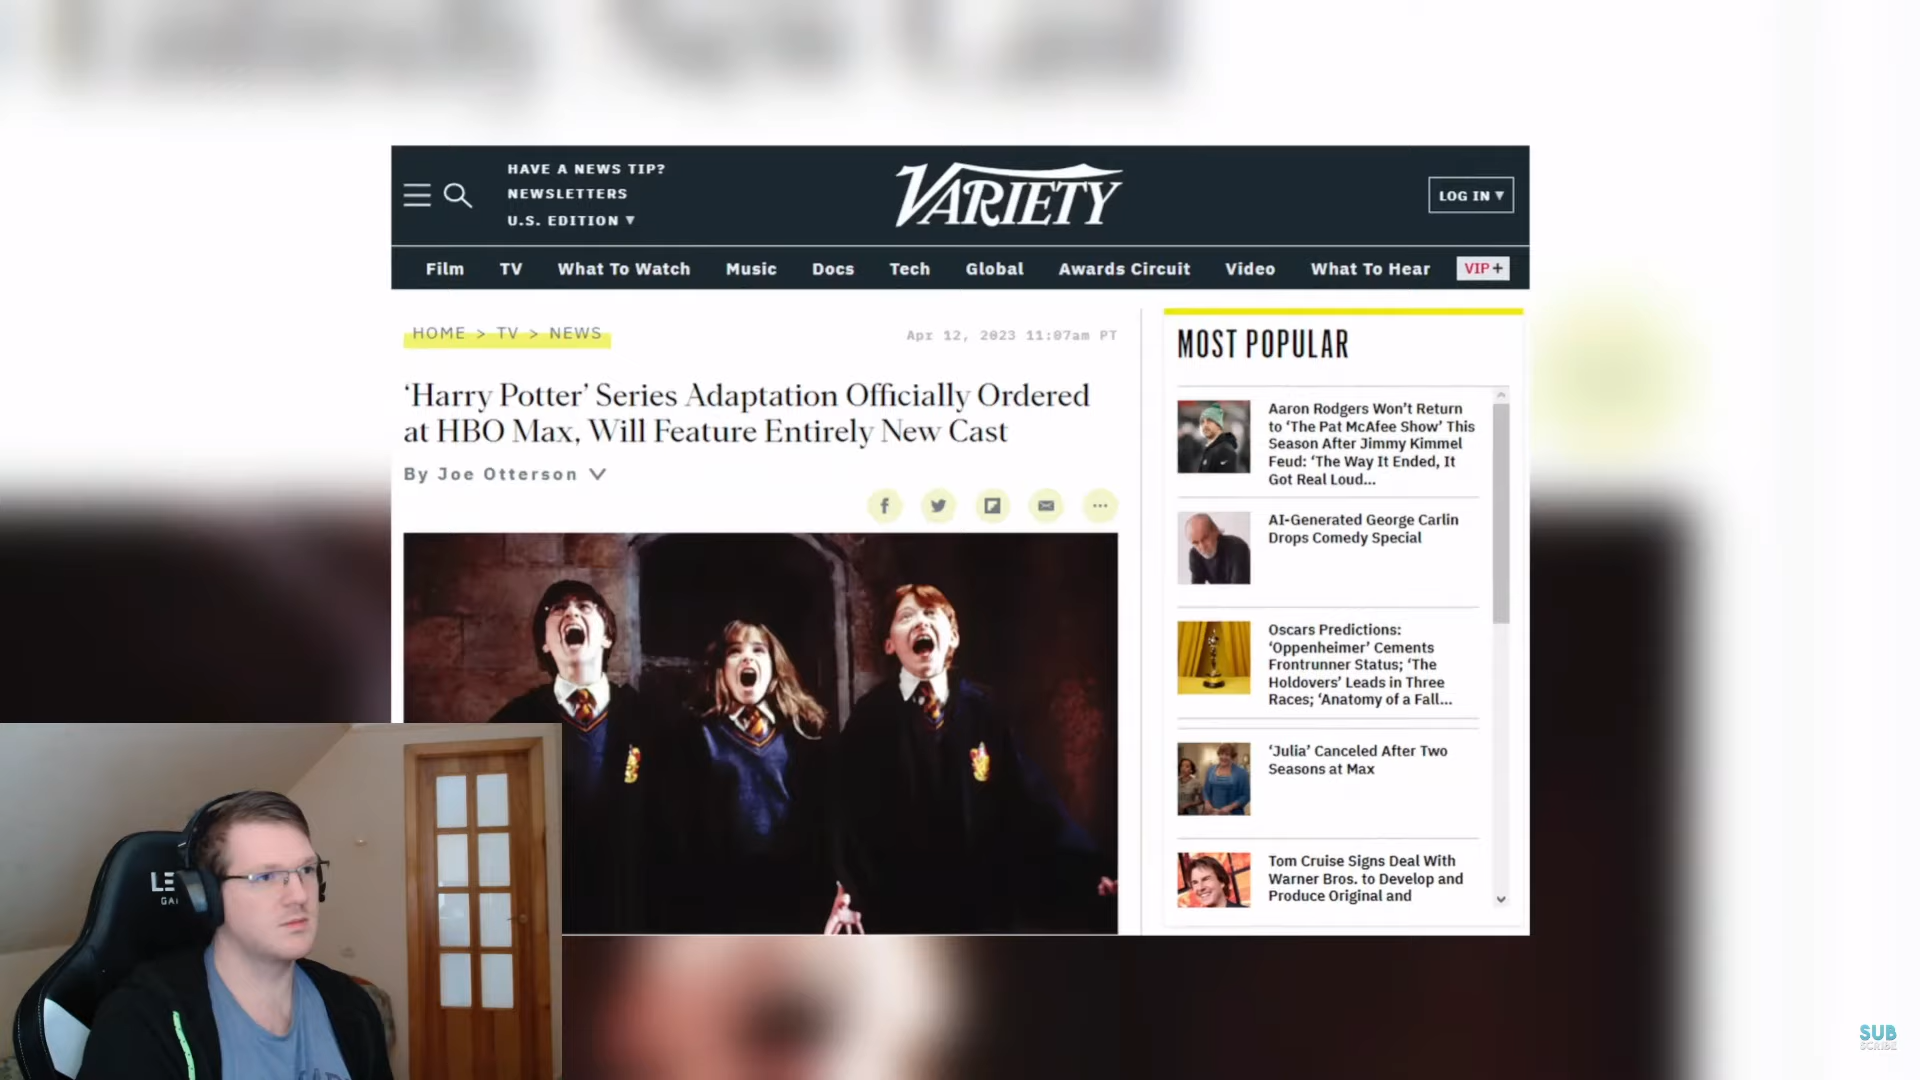 HAVE A NEWS TIP?
NEWSLETTERS
U.S. EDITION ▼
VARIETY
LOG IN ▼
Film TV What To Watch Music Docs Tech Global Awards Circuit Video What To Hear VIP+
HOME > TV > NEWS
Apr 12, 2023 11:07am PT
‘Harry Potter’ Series Adaptation Officially Ordered
at HBO Max, Will Feature Entirely New Cast
By Joe Otterson
MOST POPULAR
Aaron Rodgers Won’t Return
to ‘The Pat McAfee Show’ This
Season After Jimmy Kimmel
Feud: ‘The Way It Ended, It
Got Real Loud...
AI-Generated George Carlin
Drops Comedy Special
Oscars Predictions:
‘Oppenheimer’ Cements
Frontrunner Status; ‘The
Holdovers’ Leads in Three
Races; ‘Anatomy of a Fall...
‘Julia’ Canceled After Two
Seasons at Max
Tom Cruise Signs Deal With
Warner Bros. to Develop and
Produce Original and
SUB
SCRIBE